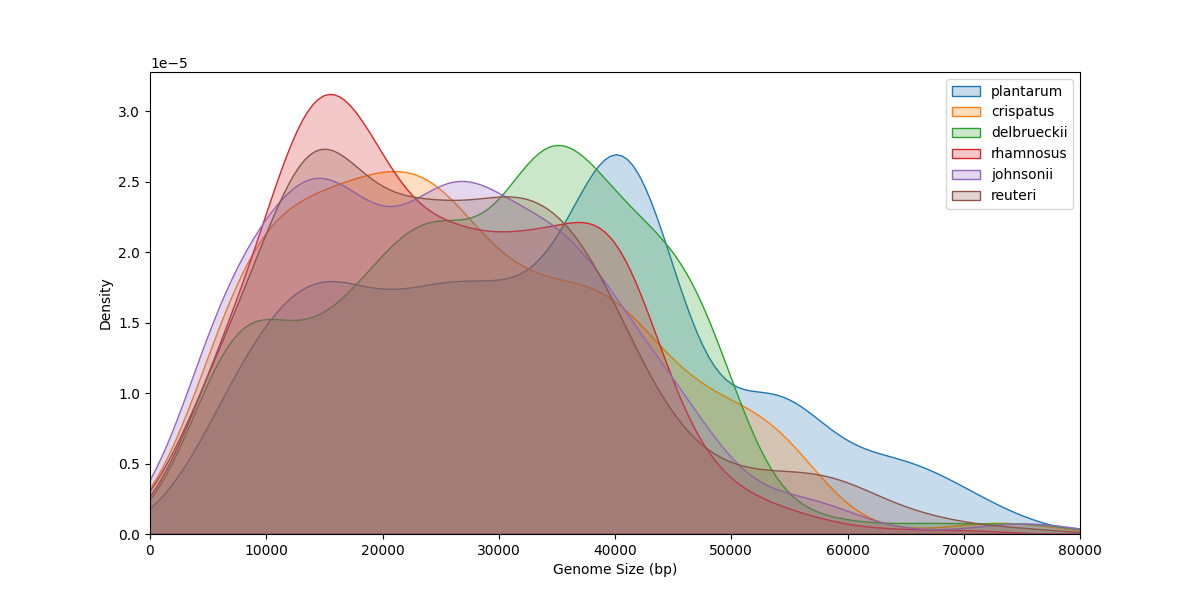 1e−5
3.0
2.5
2.0
1.5
1.0
0.5
0.0
Density
0
10000
20000
30000
40000
50000
60000
70000
80000
Genome Size (bp)
plantarum
crispatus
delbrueckii
rhamnosus
johnsonii
reuteri